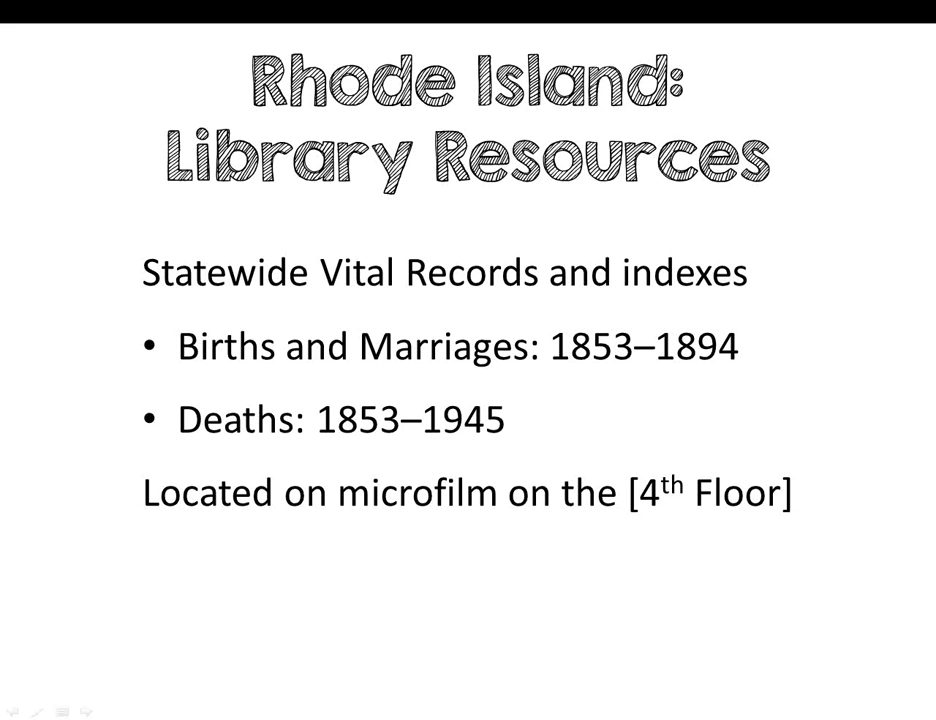 Rhode Island:
Library Resources
Statewide Vital Records and indexes
• Births and Marriages: 1853–1894
• Deaths: 1853–1945
Located on microfilm on the [4th Floor]